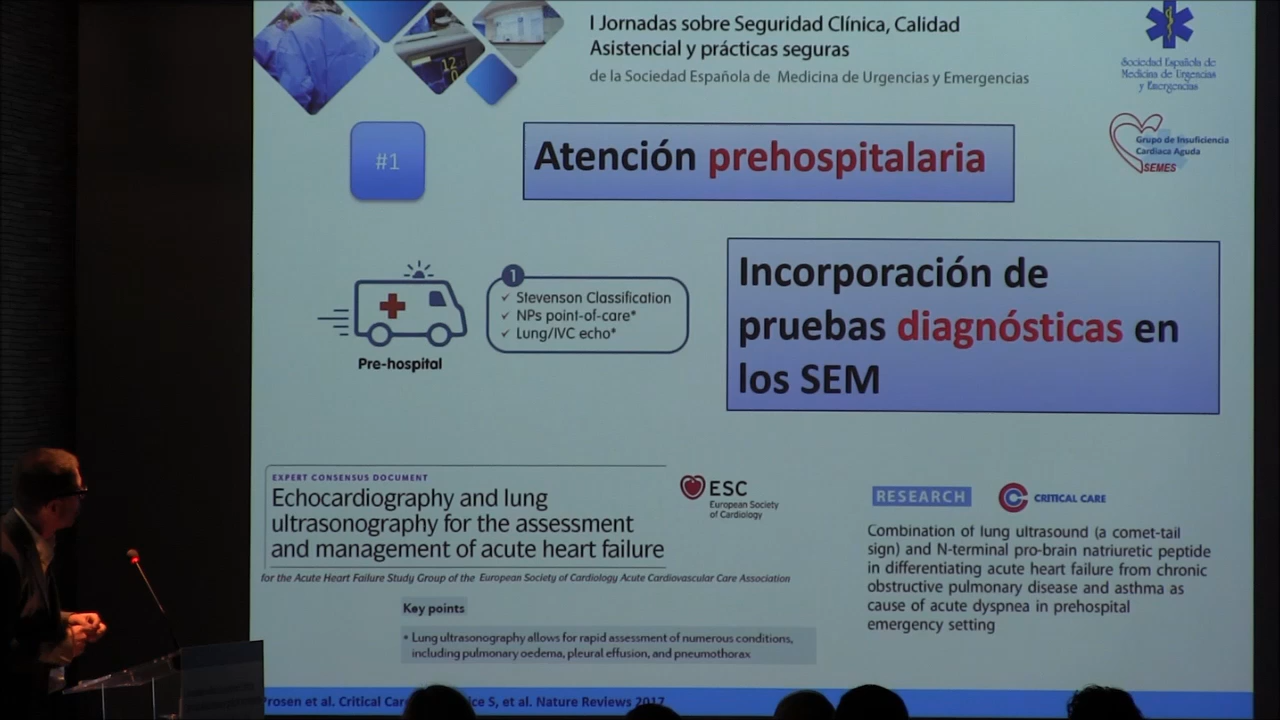 I Jornadas sobre Seguridad Clínica, Calidad
Asistencial y prácticas seguras
de la Sociedad Española de Medicina de Urgencias y Emergencias
Sociedad Española de
Medicina de Urgencias
y Emergencias
Grupo de Insuficiencia
Cardiaca Aguda
SEMES
#1
Atención prehospitalaria
1
✓ Stevenson Classification
✓ NPs point-of-care*
✓ Lung/IVC echo*
Pre-hospital
Incorporación de
pruebas diagnósticas en
los SEM
EXPERT CONSENSUS DOCUMENT
Echocardiography and lung
ultrasonography for the assessment
and management of acute heart failure
for the Acute Heart Failure Study Group of the European Society of Cardiology Acute Cardiovascular Care Association
ESC
European Society
of Cardiology
Key points
• Lung ultrasonography allows for rapid assessment of numerous conditions,
including pulmonary oedema, pleural effusion, and pneumothorax
RESEARCH
CRITICAL CARE
Combination of lung ultrasound (a comet-tail
sign) and N-terminal pro-brain natriuretic peptide
in differentiating acute heart failure from chronic
obstructive pulmonary disease and asthma as
cause of acute dyspnea in prehospital
emergency setting
et al. Critical S, et al. Nature Reviews 2017